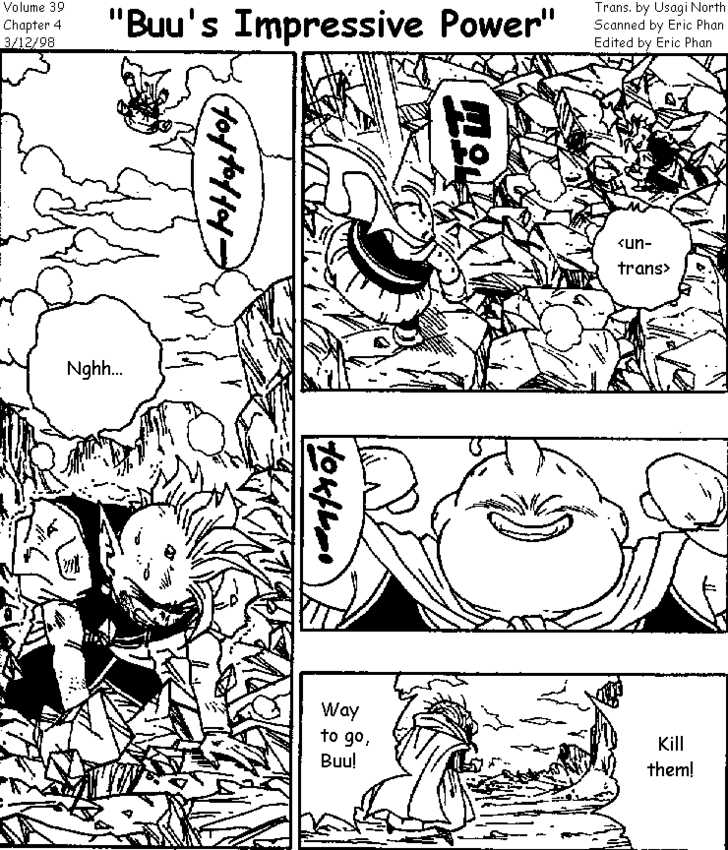 Volume 39
Chapter 4
3/12/98
"Buu's Impressive Power"
Trans. by Usagi North
Scanned by Eric Phan
Edited by Eric Phan
<un-
trans>
Nghh...
Way
to go,
Buu!
Kill
them!